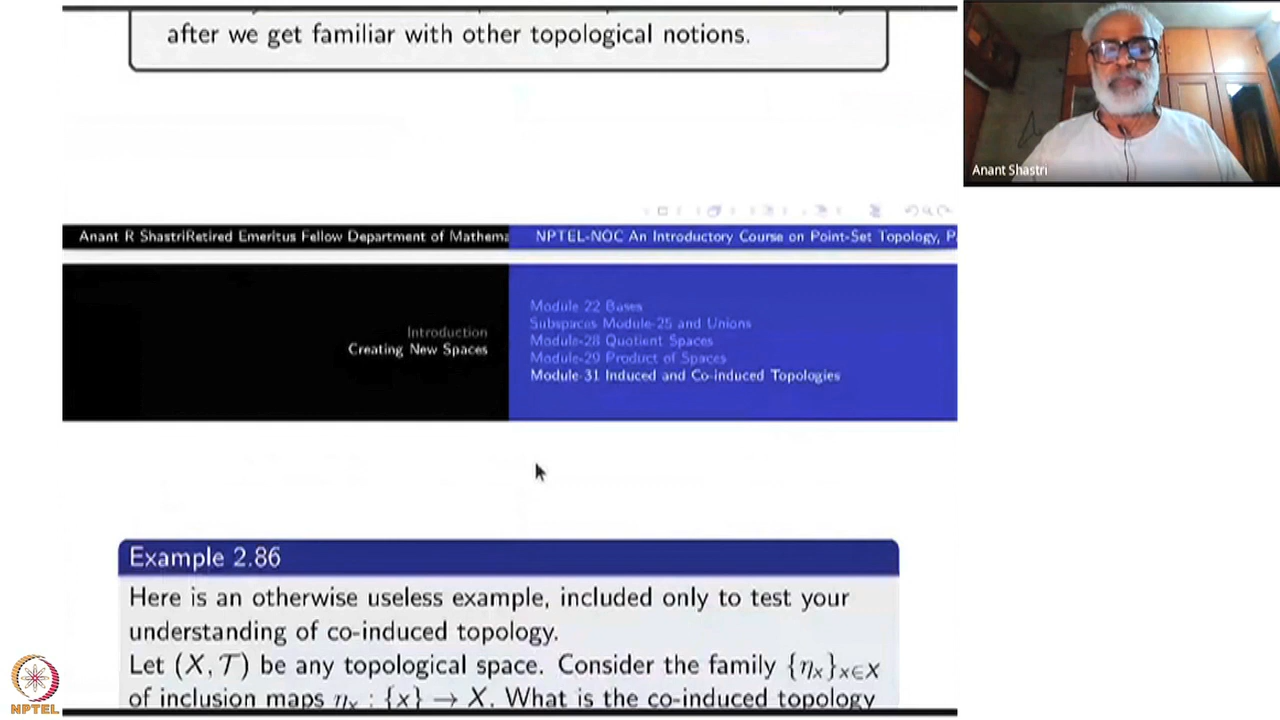 after we get familiar with other topological notions.
Anant Shastri
Anant R ShastriRetired Emeritus Fellow Department of Mathema
NPTEL-NOC An Introductory Course on Point-Set Topology, P
Introduction
Creating New Spaces
Module 22 Bases
Subspaces Module-25 and Unions
Module-28 Quotient Spaces
Module-29 Product of Spaces
Module-31 Induced and Co-induced Topologies
Example 2.86
Here is an otherwise useless example, included only to test your
understanding of co-induced topology.
Let (X, 𝒯) be any topological space. Consider the family {η_x}_{x∈X}
of inclusion maps η_x : {x} → X. What is the co-induced topology
NPTEL